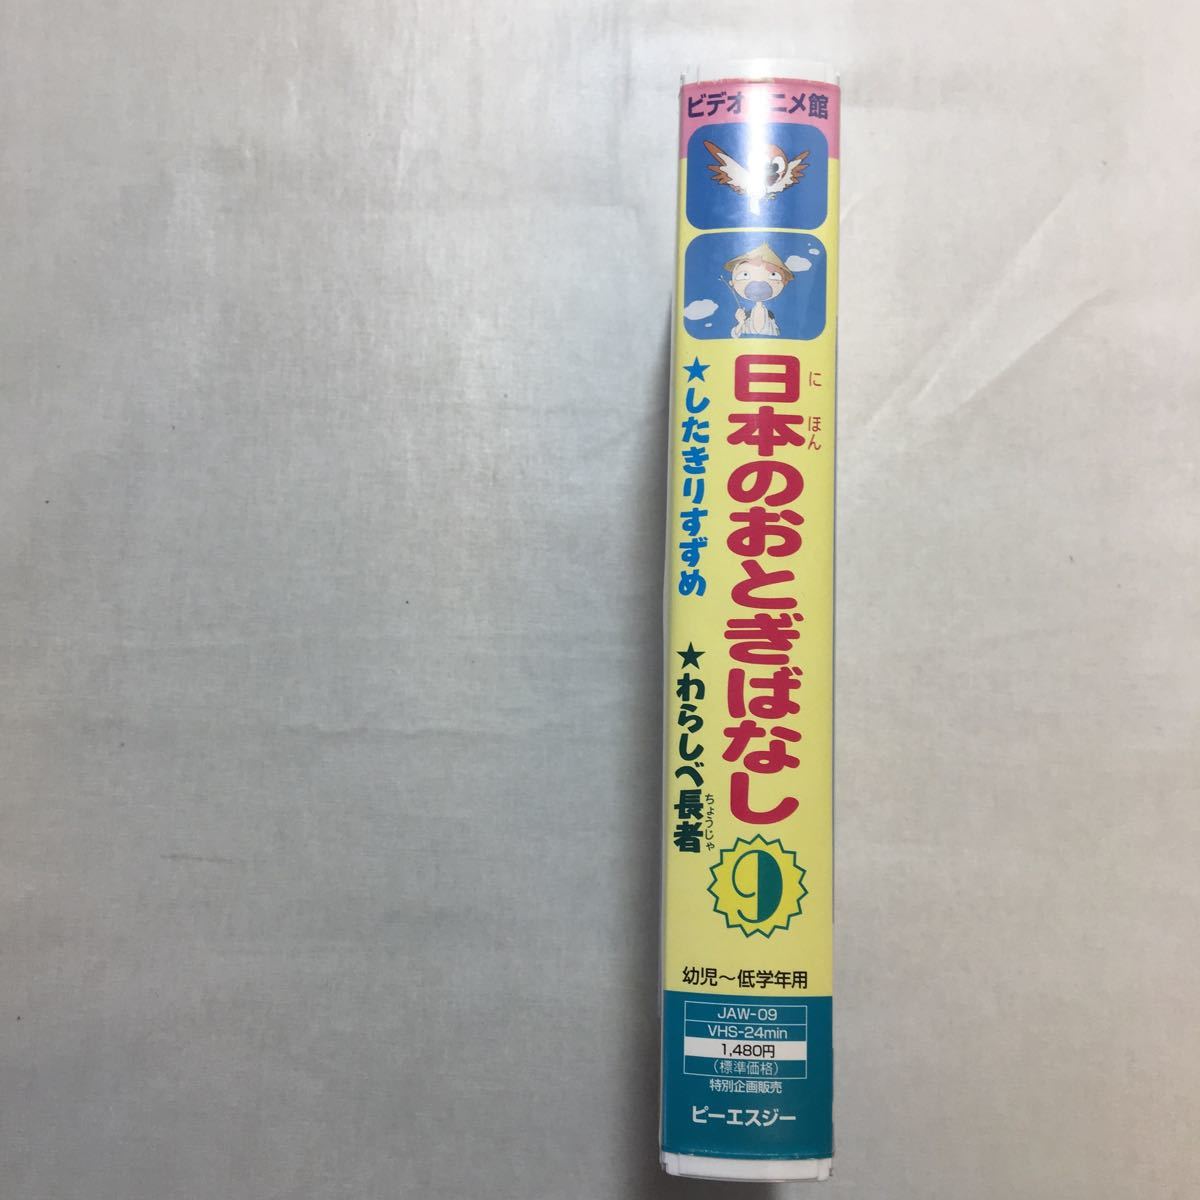 ビデオアニメ館
日本のおとぎばなし
に ほん
9
★したきりすずめ
★わらしべ長者
ちょうじゃ
幼児～低学年用
JAW-09
VHS-24min
1,480円
（標準価格）
特別企画販売
ピーエスジー